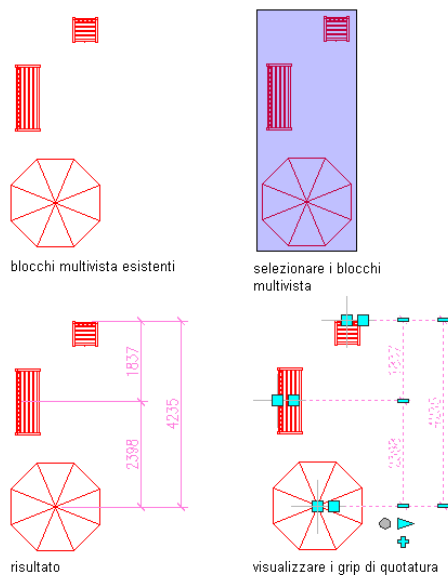 blocchi multivista esistenti
selezionare i blocchi
multivista
1837
2398
4235
risultato
visualizzare i grip di quotatura